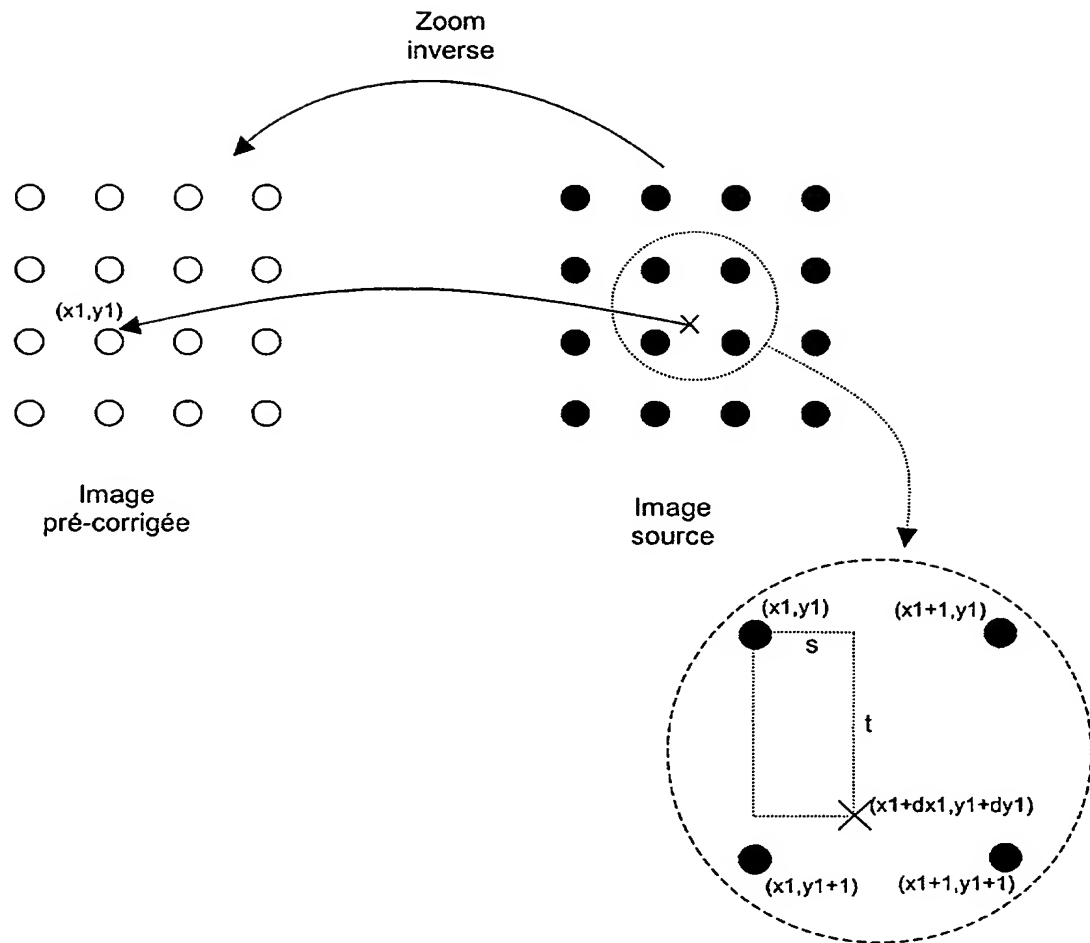 Zoom
inverse
(x1,y1)
Image
pré-corrigée
Image
source
(x1,y1)
(x1+1,y1)
s
t
(x1+dx1,y1+dy1)
(x1,y1+1)
(x1+1,y1+1)